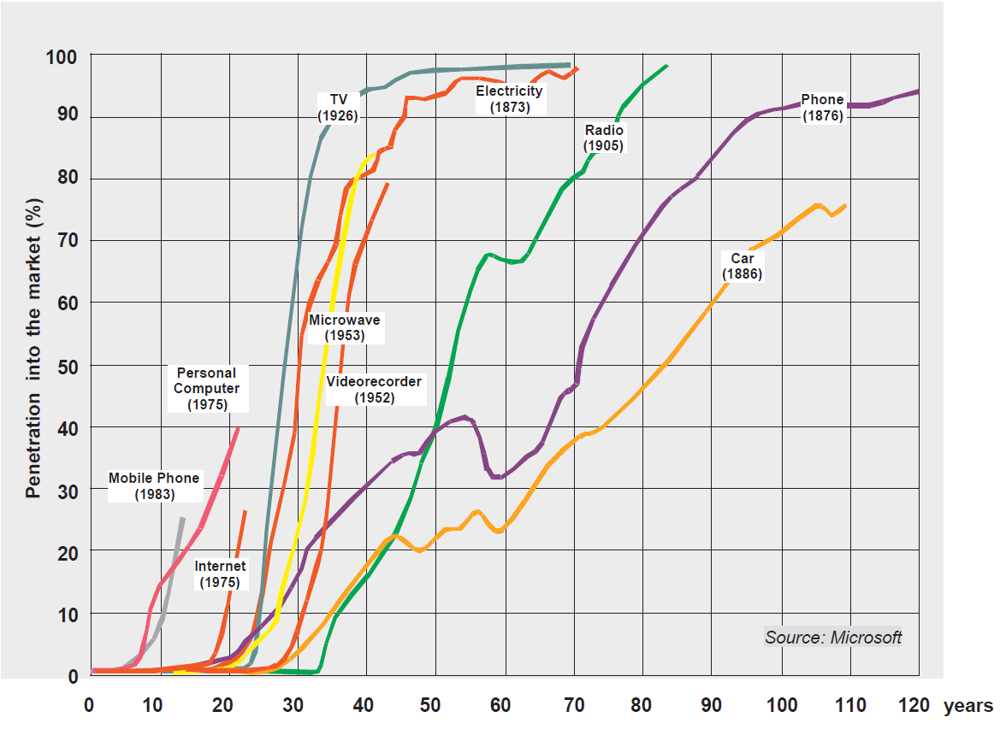 Penetration into the market (%)
100
90
80
70
60
50
40
30
20
10
0
TV
(1926)
Electricity
(1873)
Radio
(1905)
Phone
(1876)
Car
(1886)
Microwave
(1953)
Videorecorder
(1952)
Personal
Computer
(1975)
Mobile Phone
(1983)
Internet
(1975)
Source: Microsoft
0 10 20 30 40 50 60 70 80 90 100 110 120 years